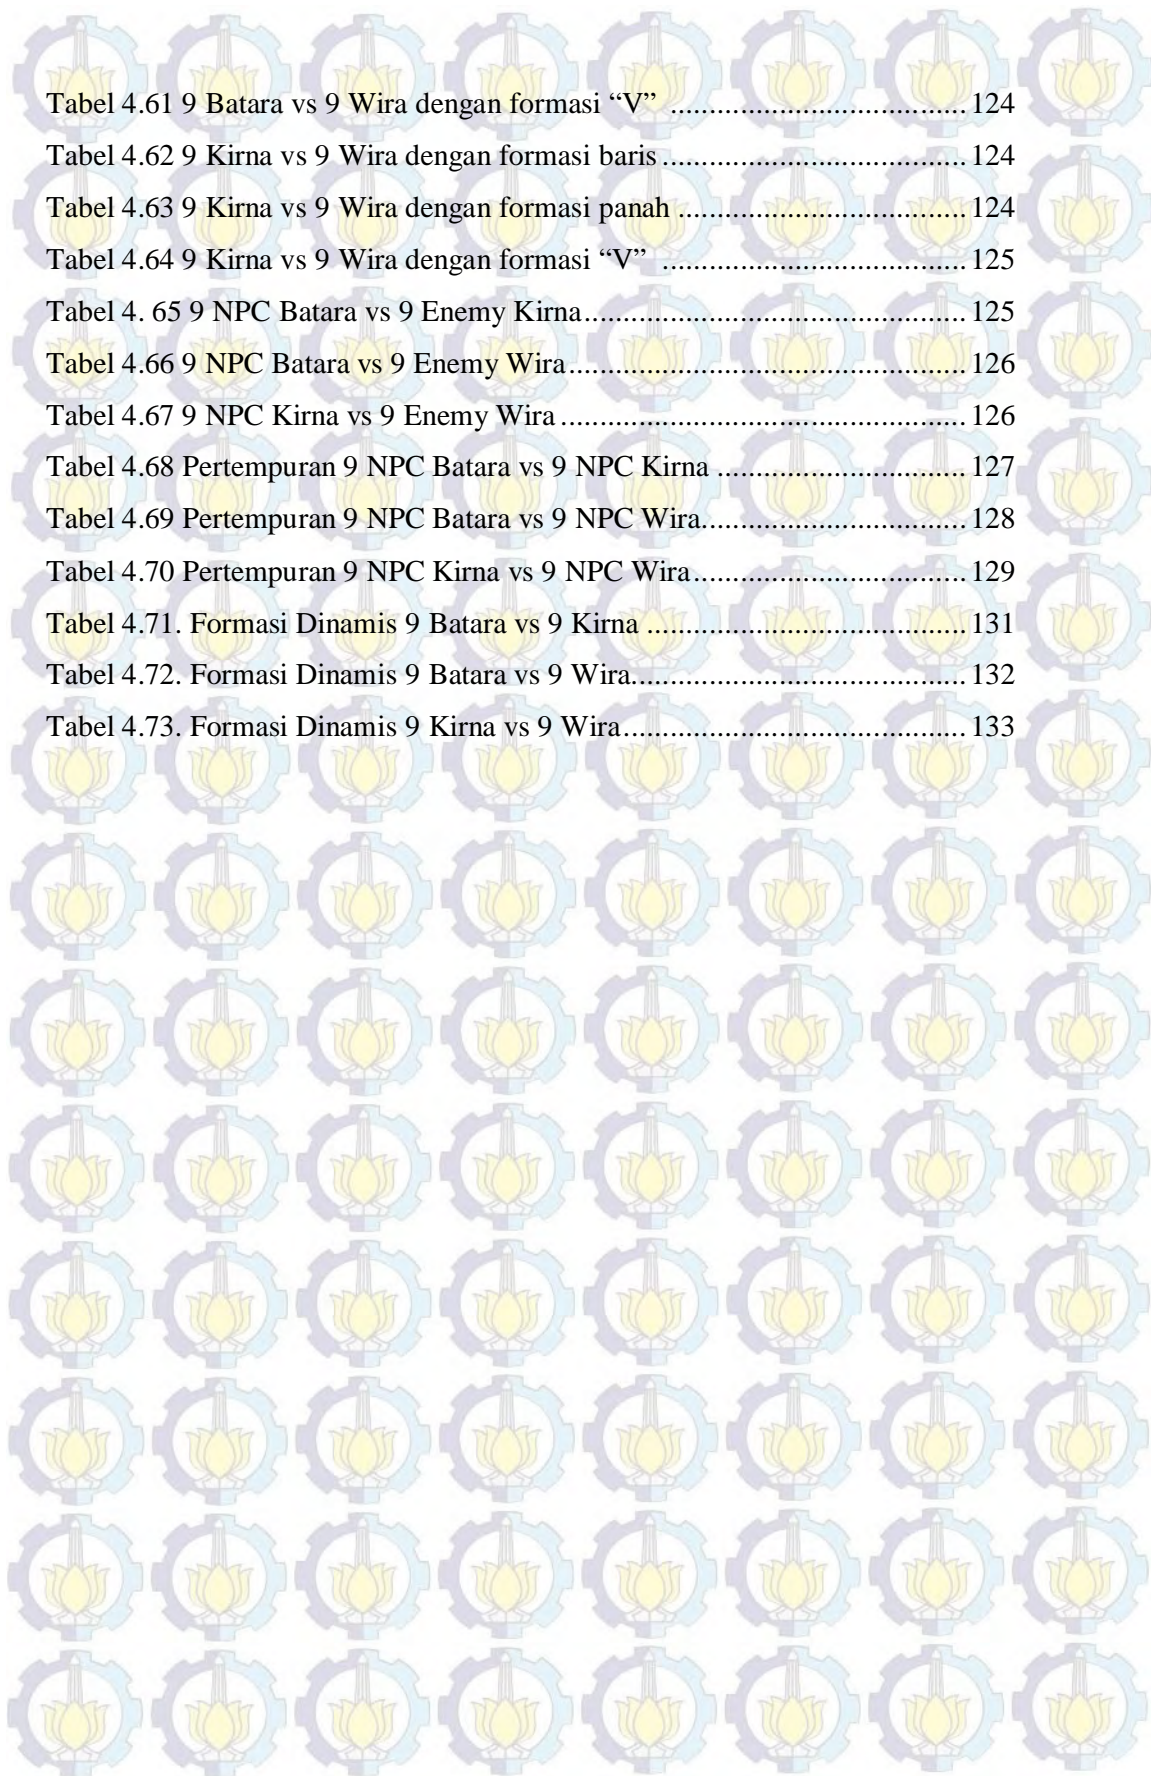 Tabel 4.61 9 Batara vs 9 Wira dengan formasi “V” ..................................... 124
Tabel 4.62 9 Kirna vs 9 Wira dengan formasi baris ...................................... 124
Tabel 4.63 9 Kirna vs 9 Wira dengan formasi panah .................................... 124
Tabel 4.64 9 Kirna vs 9 Wira dengan formasi “V” ...................................... 125
Tabel 4. 65 9 NPC Batara vs 9 Enemy Kirna ................................................ 125
Tabel 4.66 9 NPC Batara vs 9 Enemy Wira .................................................. 126
Tabel 4.67 9 NPC Kirna vs 9 Enemy Wira ................................................... 126
Tabel 4.68 Pertempuran 9 NPC Batara vs 9 NPC Kirna ............................... 127
Tabel 4.69 Pertempuran 9 NPC Batara vs 9 NPC Wira................................. 128
Tabel 4.70 Pertempuran 9 NPC Kirna vs 9 NPC Wira .................................. 129
Tabel 4.71. Formasi Dinamis 9 Batara vs 9 Kirna ........................................ 131
Tabel 4.72. Formasi Dinamis 9 Batara vs 9 Wira.......................................... 132
Tabel 4.73. Formasi Dinamis 9 Kirna vs 9 Wira ........................................... 133